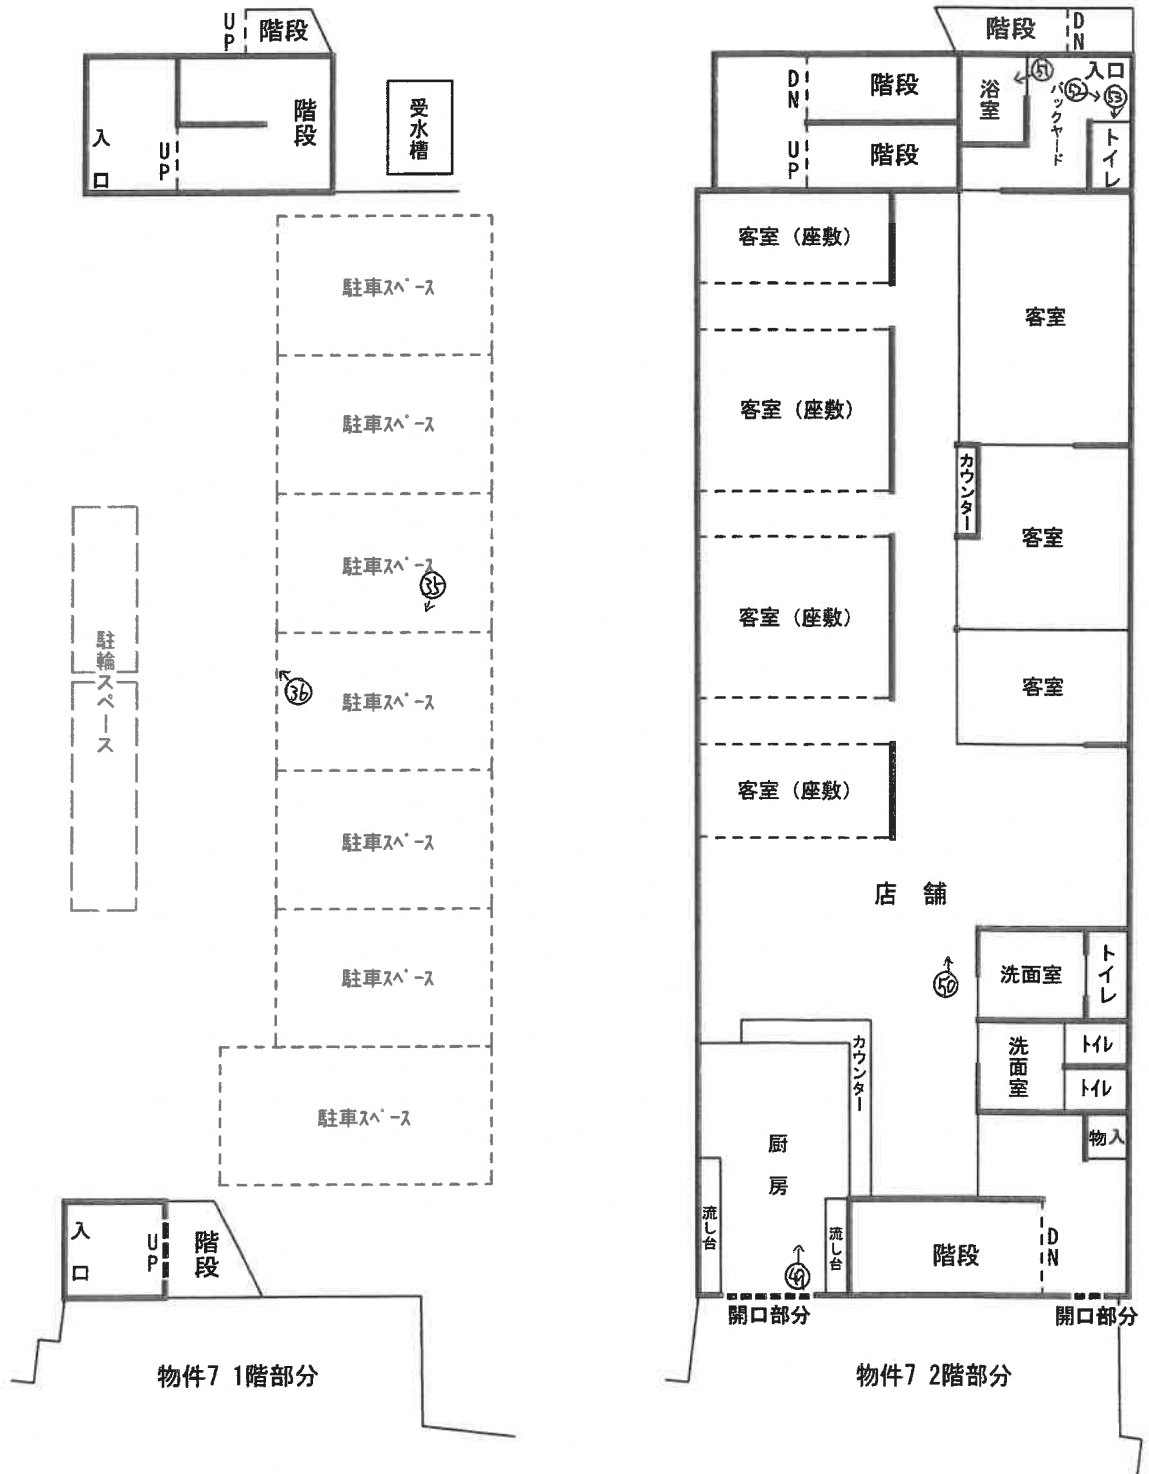 UP
階段
階段
入口
UP
受水槽
駐車スペース
駐車スペース
駐車スペース
㉟
㊱
駐車スペース
駐輪スペース
駐車スペース
駐車スペース
駐車スペース
入口
UP
階段
物件7 1階部分
階段
DN
DN
階段
UP
階段
浴室
51
バックヤード
入口
52
53
トイレ
客室（座敷）
客室
客室（座敷）
カウンター
客室
客室（座敷）
客室
客室（座敷）
店舗
㊿
洗面室
トイレ
洗面室
トイレ
トイレ
カウンター
厨房
物入
流し台
流し台
㊾
階段
DN
開口部分
開口部分
物件7 2階部分